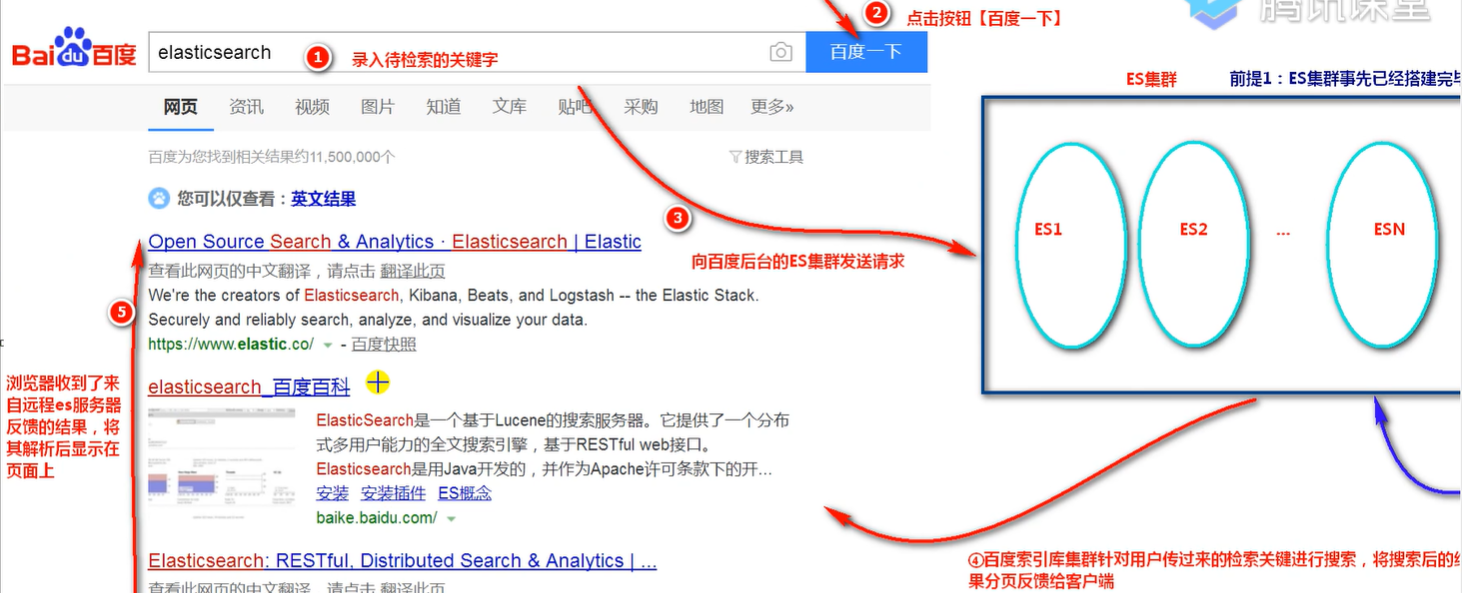 2 点击按钮【百度一下】
腾讯课堂
Bai du 百度
elasticsearch
1 录入待检索的关键字
百度一下
ES集群
前提1：ES集群事先已经搭建完毕
网页 资讯 视频 图片 知道 文库 贴吧 采购 地图 更多»
百度为您找到相关结果约11,500,000个
搜索工具
您可以仅查看：英文结果
3
向百度后台的ES集群发送请求
ES1 ES2 ... ESN
Open Source Search & Analytics · Elasticsearch | Elastic
查看此网页的中文翻译，请点击 翻译此页
We're the creators of Elasticsearch, Kibana, Beats, and Logstash -- the Elastic Stack.
Securely and reliably search, analyze, and visualize your data.
https://www.elastic.co/ - 百度快照
5
浏览器收到了来
自远程es服务器
反馈的结果，将
其解析后显示在
页面上
elasticsearch_百度百科
ElasticSearch是一个基于Lucene的搜索服务器。它提供了一个分布
式多用户能力的全文搜索引擎，基于RESTful web接口。
Elasticsearch是用Java开发的，并作为Apache许可条款下的开...
安装 安装插件 ES概念
baike.baidu.com/
Elasticsearch: RESTful, Distributed Search & Analytics | ...
查看此网页的中文翻译，请点击 翻译此页
④百度索引库集群针对用户传过来的检索关键进行搜索，将搜索后的结
果分页反馈给客户端